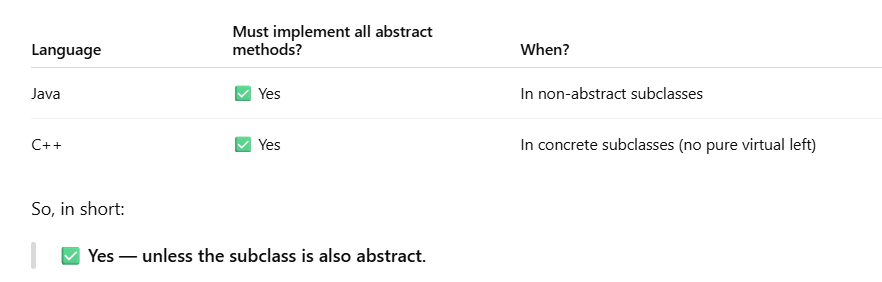 Language Must implement all abstract methods? When?
Java ✅ Yes In non-abstract subclasses
C++ ✅ Yes In concrete subclasses (no pure virtual left)
So, in short:
✅ Yes — unless the subclass is also abstract.